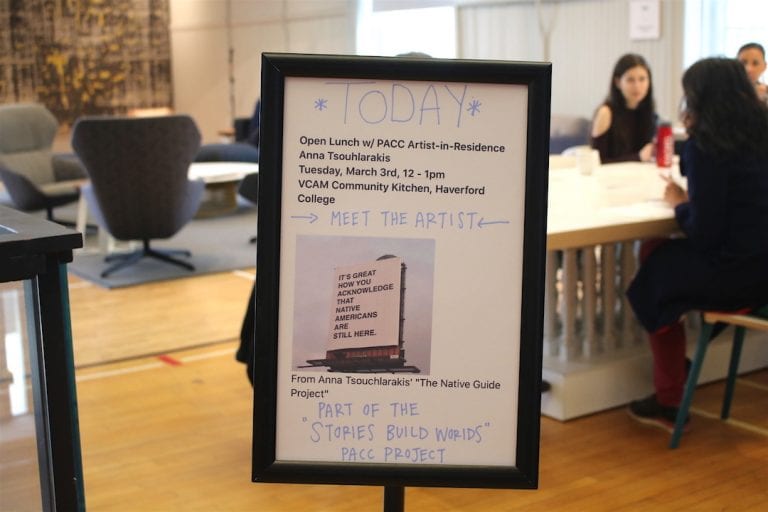 *TODAY*
Open Lunch w/ PACC Artist-in-Residence
Anna Tsouhlarakis
Tuesday, March 3rd, 12 - 1pm
VCAM Community Kitchen, Haverford
College
→ MEET THE ARTIST ←
IT'S GREAT
HOW YOU
ACKNOWLEDGE
THAT
NATIVE
AMERICANS
ARE
STILL HERE.
From Anna Tsouchlarakis' "The Native Guide
Project"
PART OF THE
"STORIES BUILD WORLDS"
PACC PROJECT